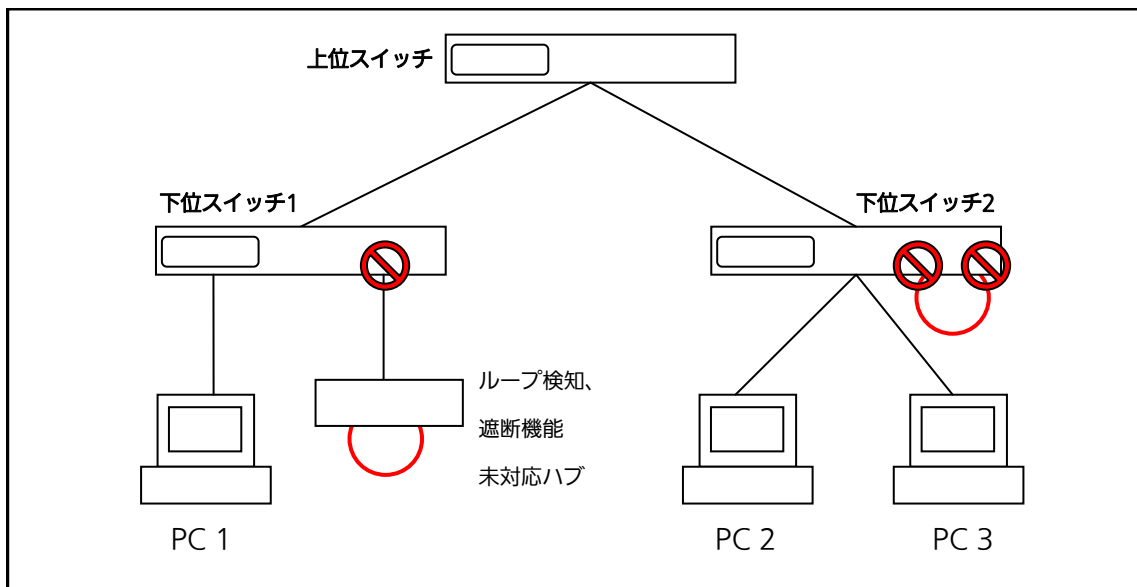 上位スイッチ
下位スイッチ1
下位スイッチ2
ループ検知、
遮断機能
未対応ハブ
PC 1
PC 2
PC 3